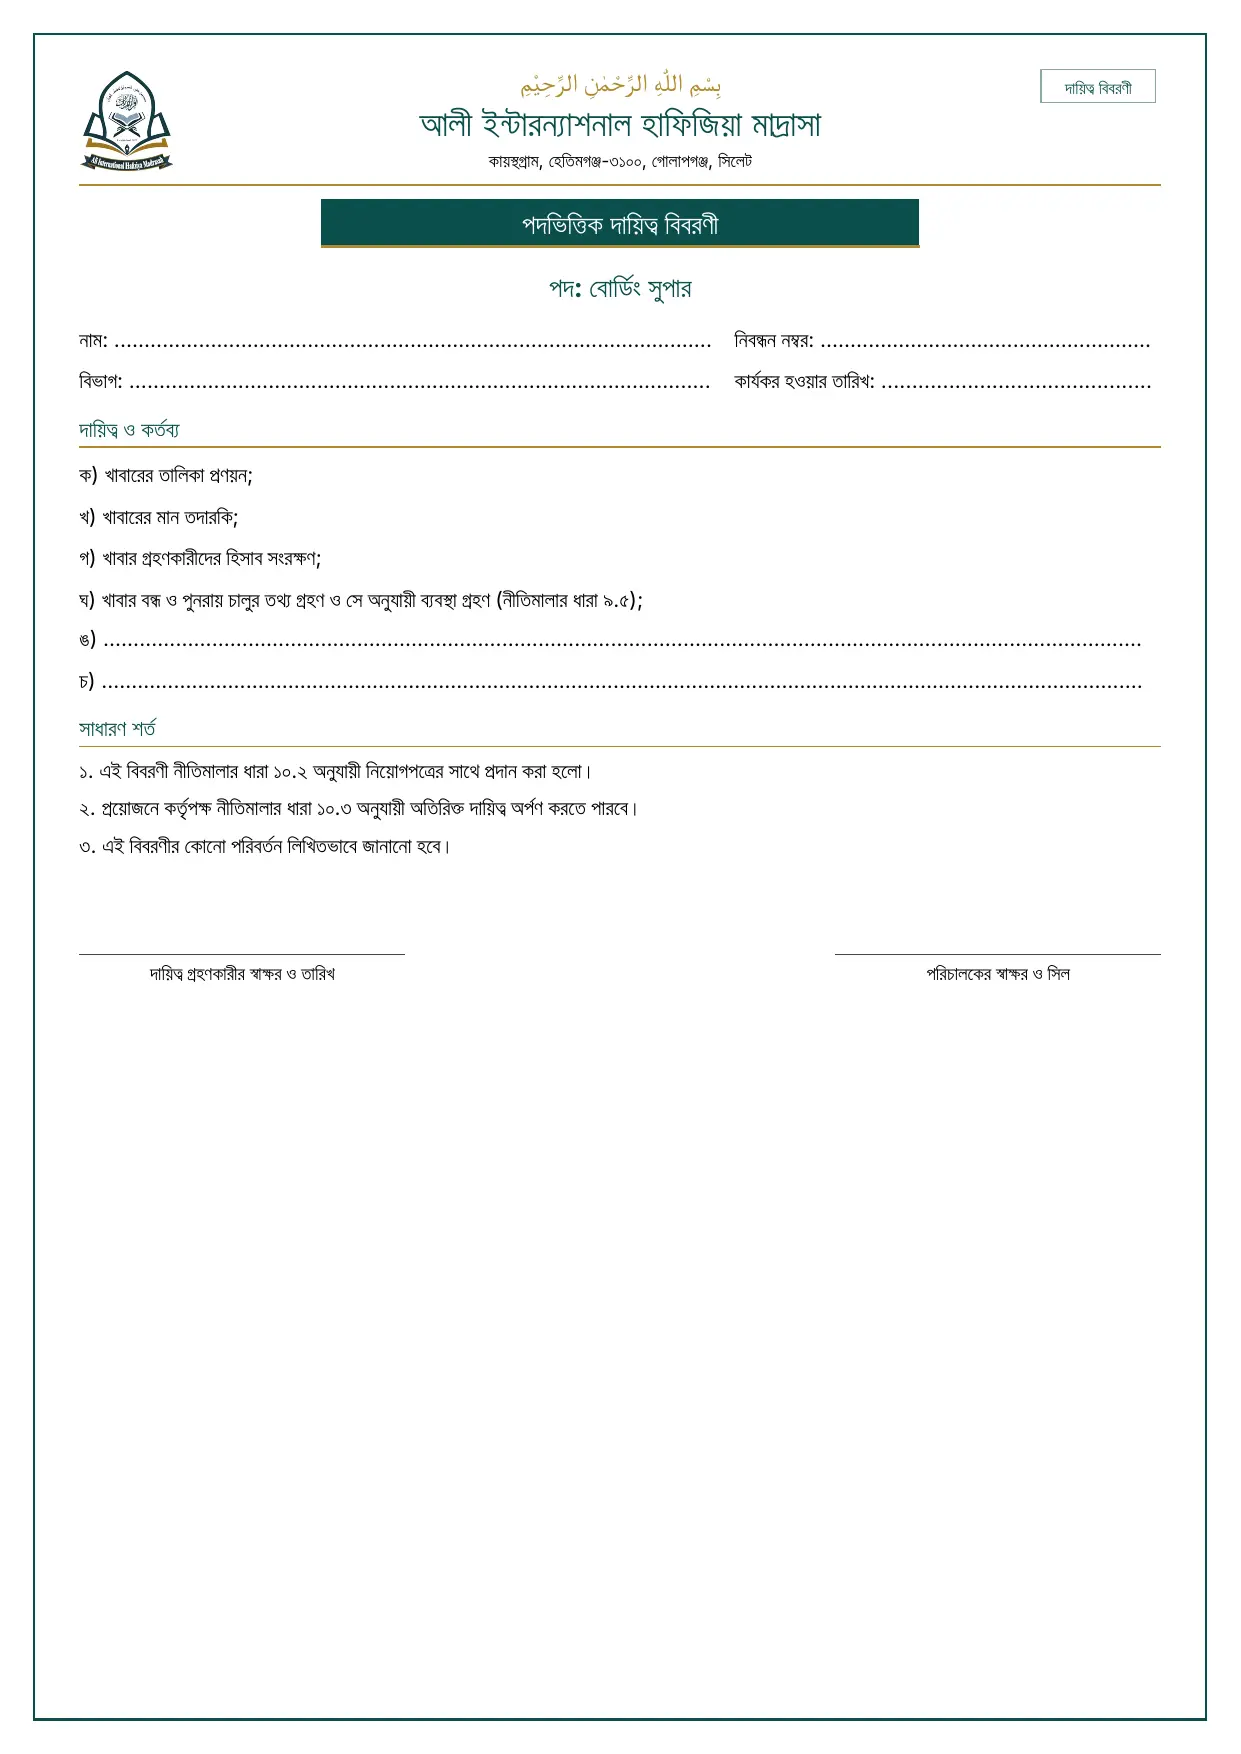 بِسْمِ اللّٰهِ الرَّحْمٰنِ الرَّحِيْمِ
দায়িত্ব বিবরণী
আলী ইন্টারন্যাশনাল হাফিজিয়া মাদ্রাসা
কায়স্থগ্রাম, হেতিমগঞ্জ-৩১০০, গোলাপগঞ্জ, সিলেট
Ali International Hafiziya Madrasah
পদভিত্তিক দায়িত্ব বিবরণী
পদ: বোর্ডিং সুপার
নাম: .................................................................................................... নিবন্ধন নম্বর: .......................................................
বিভাগ: ................................................................................................. কার্যকর হওয়ার তারিখ: ............................................
দায়িত্ব ও কর্তব্য
ক) খাবারের তালিকা প্রণয়ন;
খ) খাবারের মান তদারকি;
গ) খাবার গ্রহণকারীদের হিসাব সংরক্ষণ;
ঘ) খাবার বন্ধ ও পুনরায় চালুর তথ্য গ্রহণ ও সে অনুযায়ী ব্যবস্থা গ্রহণ (নীতিমালার ধারা ৯.৫);
ঙ) ............................................................................................................................................................................
চ) ............................................................................................................................................................................
সাধারণ শর্ত
১. এই বিবরণী নীতিমালার ধারা ১০.২ অনুযায়ী নিয়োগপত্রের সাথে প্রদান করা হলো।
২. প্রয়োজনে কর্তৃপক্ষ নীতিমালার ধারা ১০.৩ অনুযায়ী অতিরিক্ত দায়িত্ব অর্পণ করতে পারবে।
৩. এই বিবরণীর কোনো পরিবর্তন লিখিতভাবে জানানো হবে।
দায়িত্ব গ্রহণকারীর স্বাক্ষর ও তারিখ
পরিচালকের স্বাক্ষর ও সিল